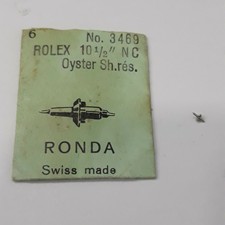 6
No. 3469
ROLEX 10 1/2''' NC
Oyster Sh.rés.
RONDA
Swiss made